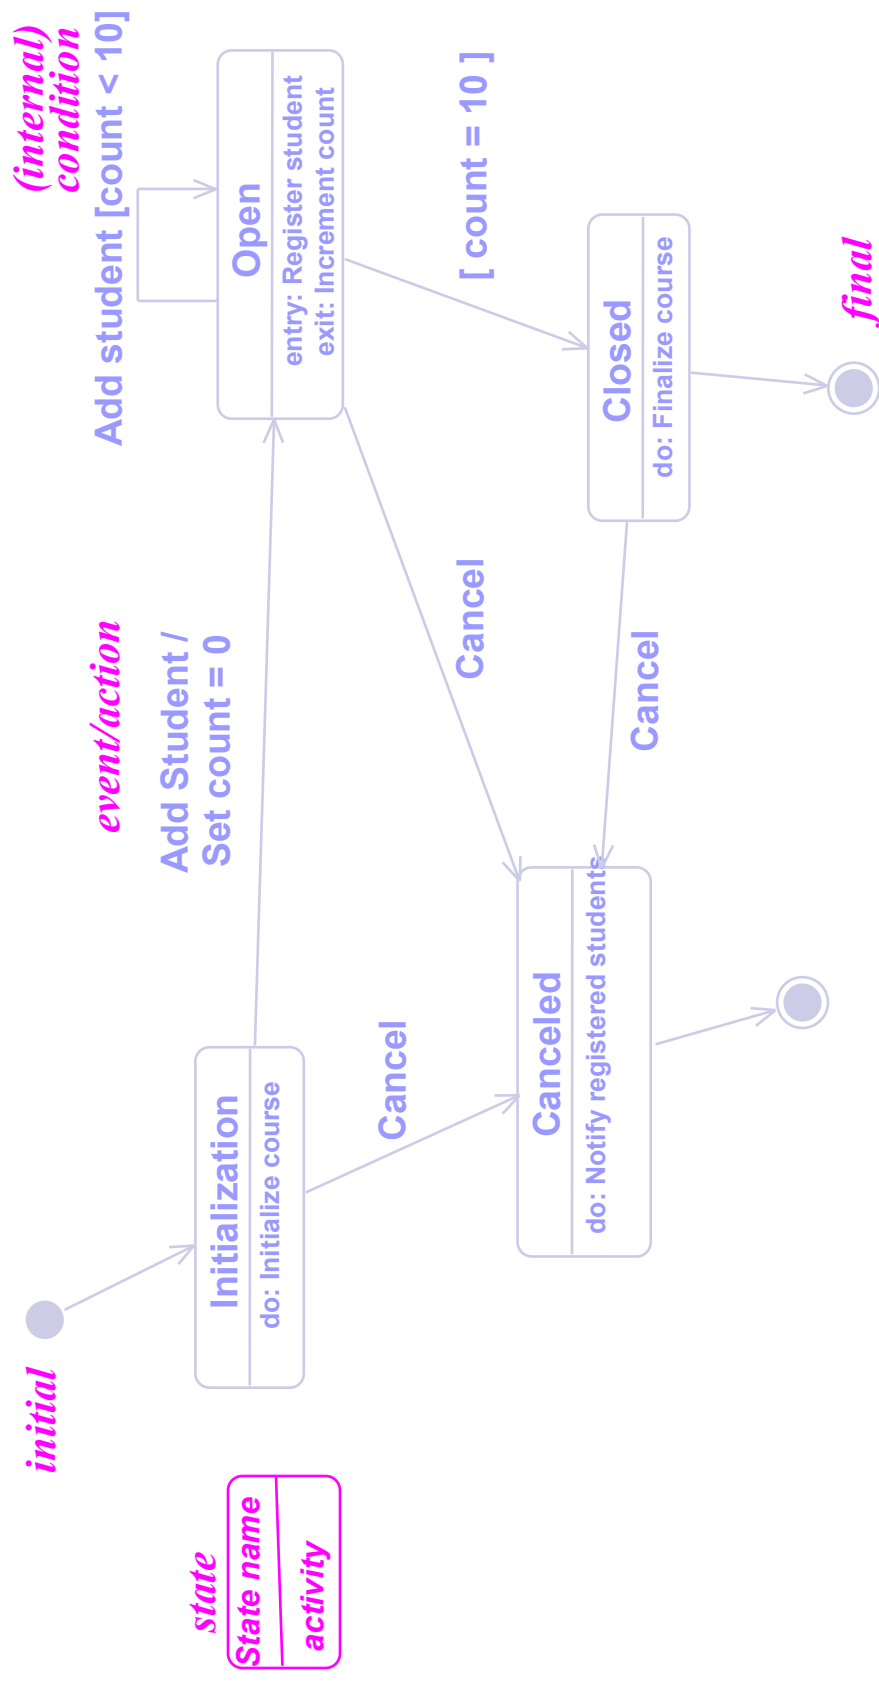 state
State name
activity
initial
Initialization
do: Initialize course
event/action
Add Student /
Set count = 0
(internal)
condition
Add student [count < 10]
Open
entry: Register student
exit: Increment count
Cancel
Cancel
[ count = 10 ]
Canceled
do: Notify registered students
Cancel
Closed
do: Finalize course
final